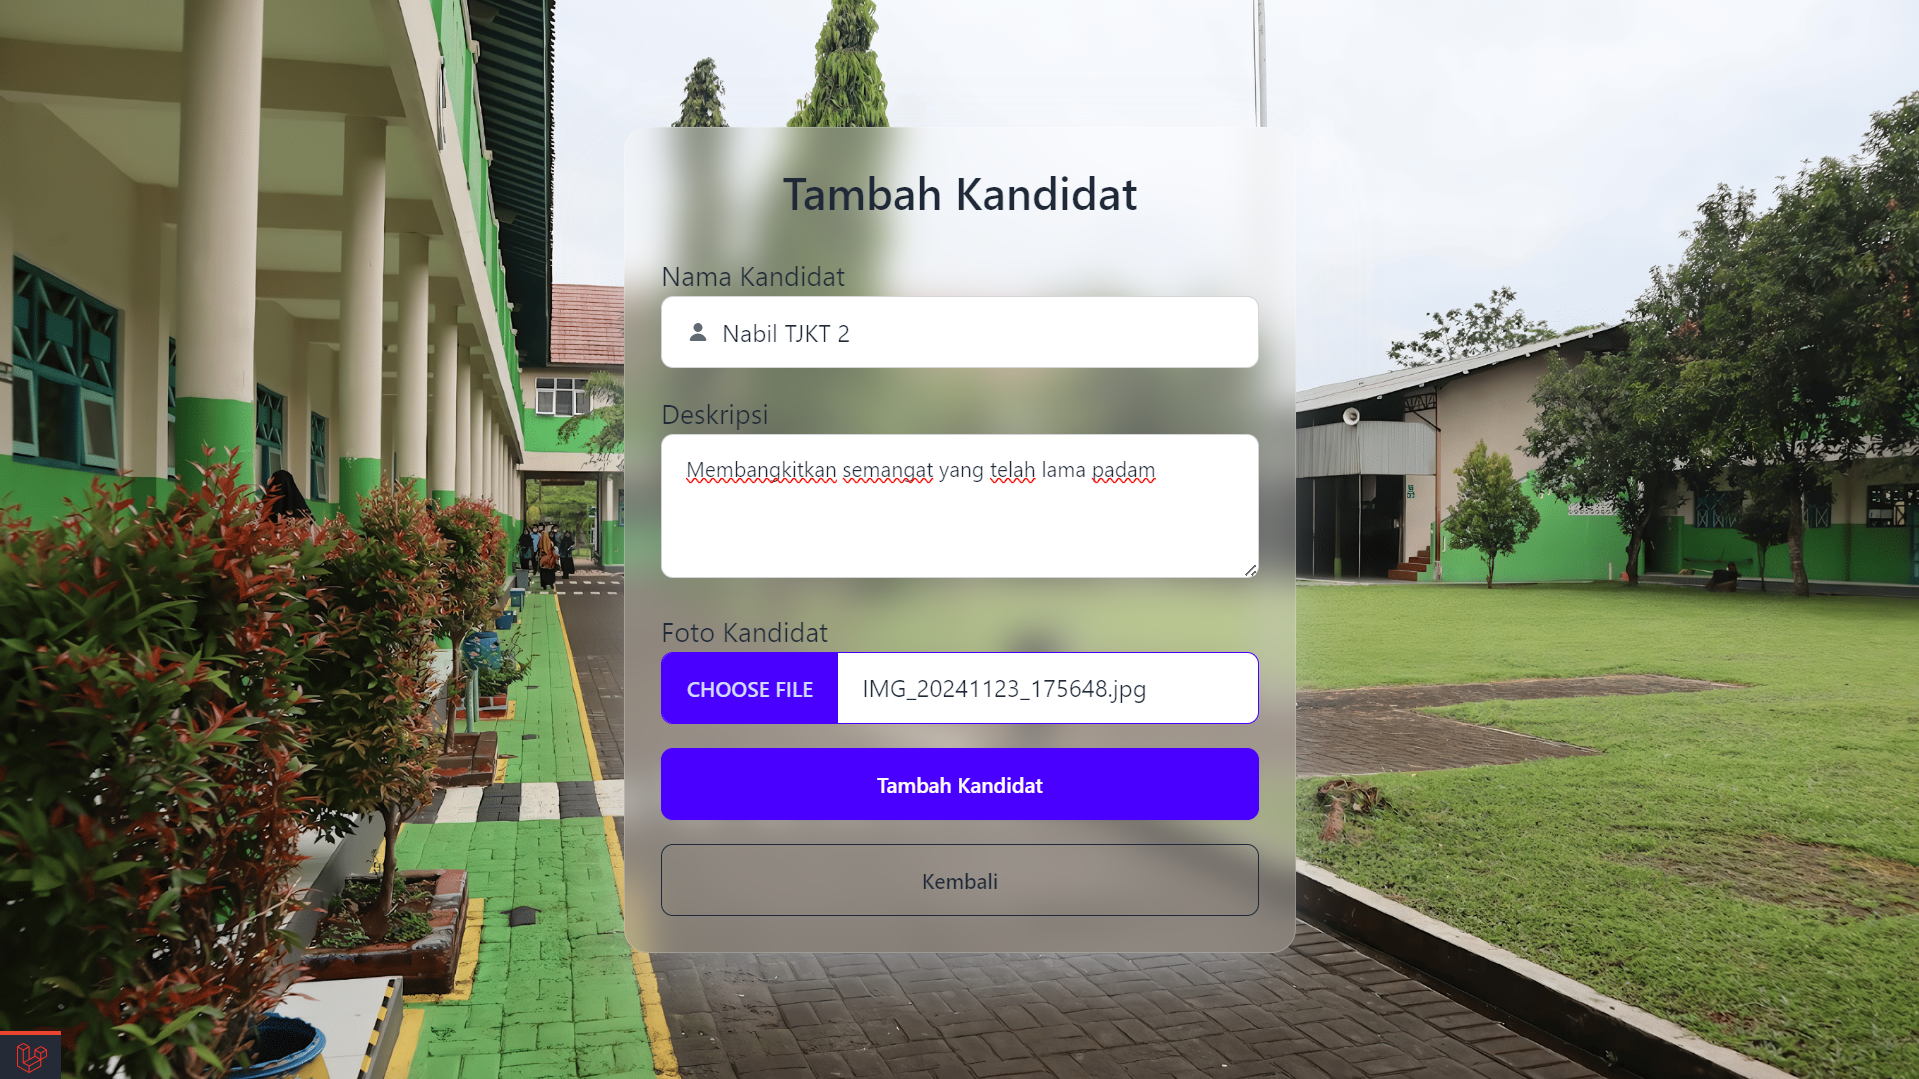 Tambah Kandidat
Nama Kandidat
Nabil TJKT 2
Deskripsi
Membangkitkan semangat yang telah lama padam
Foto Kandidat
CHOOSE FILE IMG_20241123_175648.jpg
Tambah Kandidat
Kembali